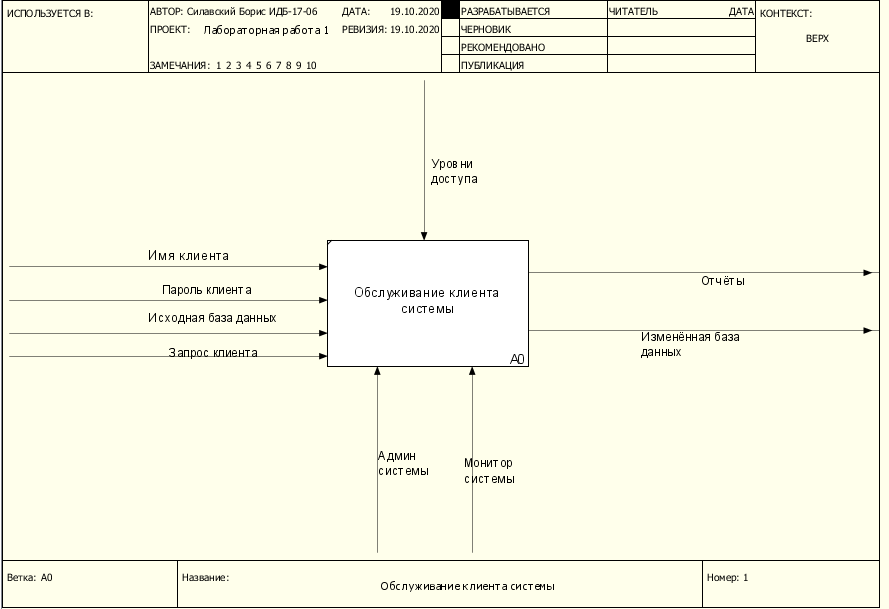 ИСПОЛЬЗУЕТСЯ В:
АВТОР: Силавский Борис ИДБ-17-06
ДАТА: 19.10.2020
РАЗРАБАТЫВАЕТСЯ
ЧИТАТЕЛЬ
ДАТА
КОНТЕКСТ:
ПРОЕКТ: Лабораторная работа 1
РЕВИЗИЯ: 19.10.2020
ЧЕРНОВИК
ВЕРХ
РЕКОМЕНДОВАНО
ЗАМЕЧАНИЯ: 1 2 3 4 5 6 7 8 9 10
ПУБЛИКАЦИЯ
Уровни
доступа
Имя клиента
Пароль клиента
Исходная база данных
Запрос клиента
Обслуживание клиента
системы
A0
Отчёты
Изменённая база
данных
Админ
системы
Монитор
системы
Ветка: A0
Название:
Обслуживание клиента системы
Номер: 1